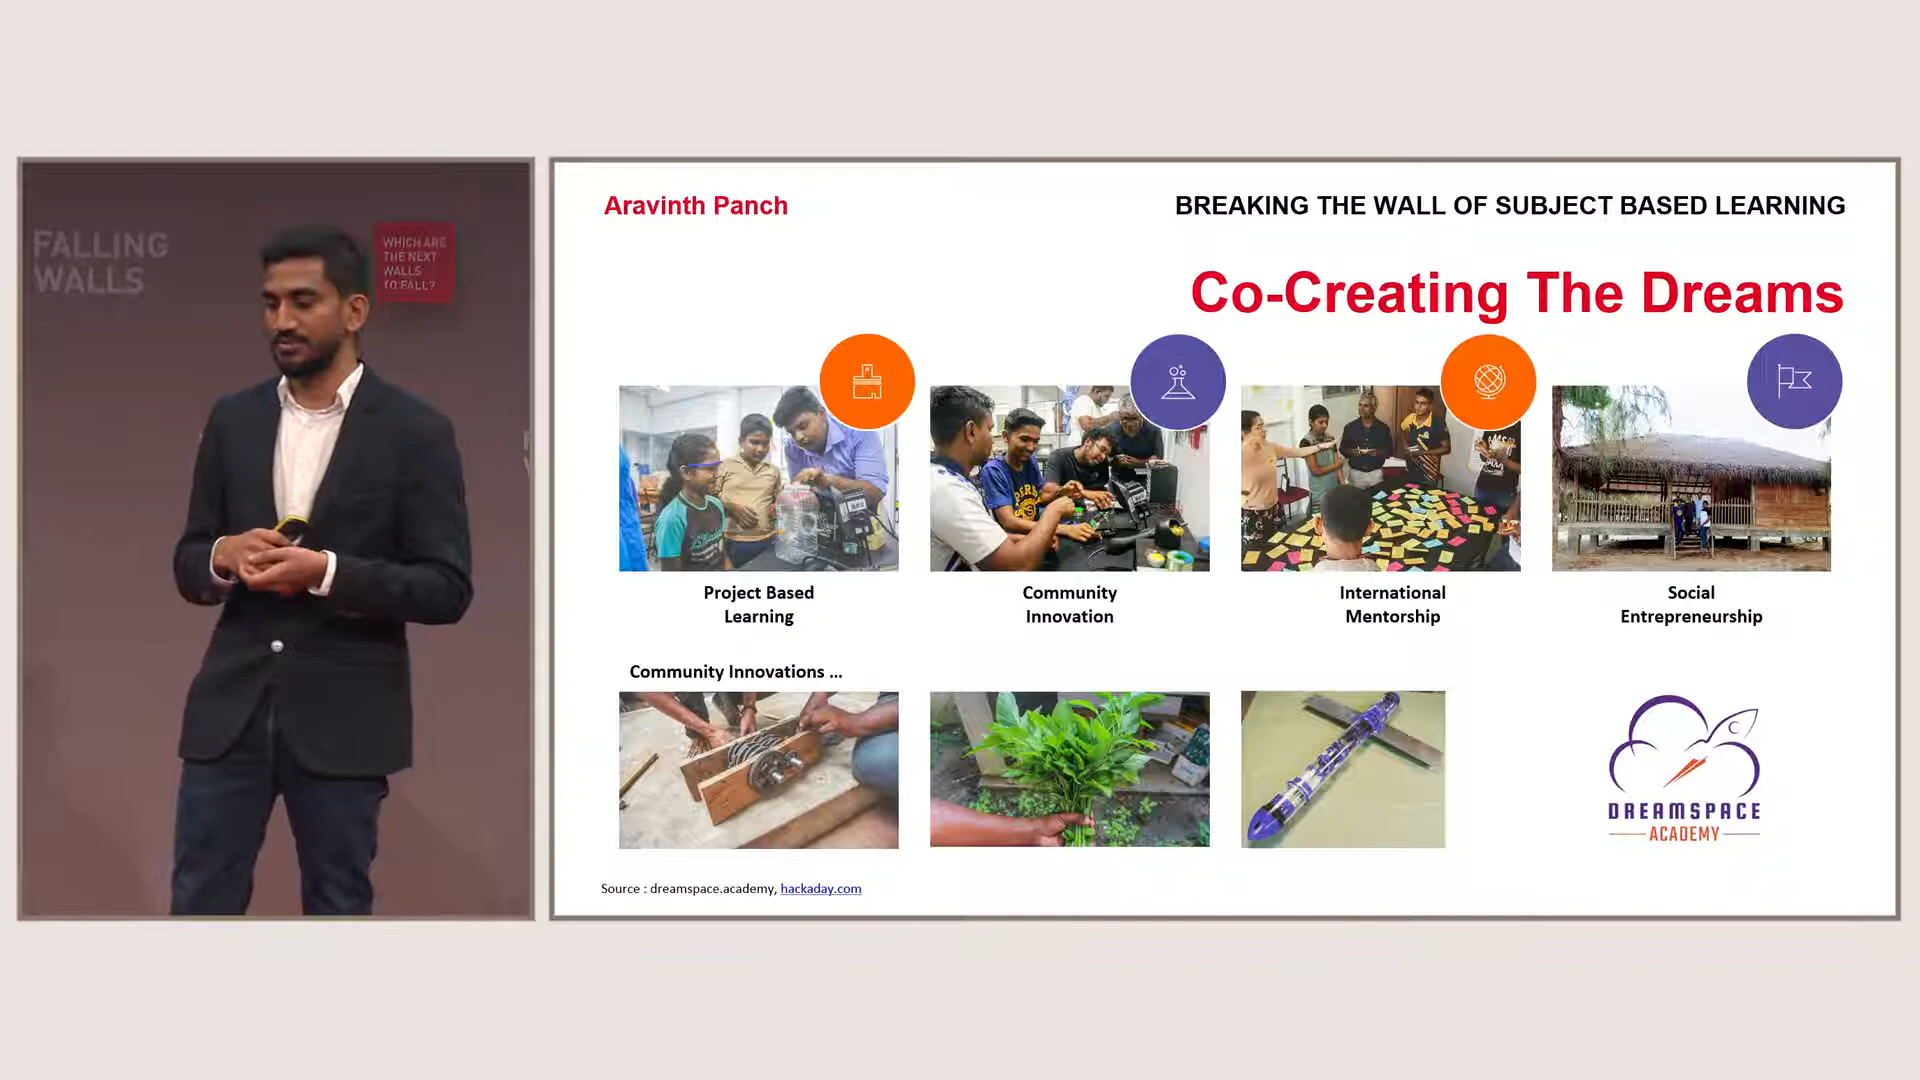 FALLING
WALLS
WHICH ARE
THE NEXT
WALLS
TO FALL?
Aravinth Panch
BREAKING THE WALL OF SUBJECT BASED LEARNING
Co-Creating The Dreams
Project Based
Learning
Community
Innovation
International
Mentorship
Social
Entrepreneurship
Community Innovations ...
DREAMSPACE
ACADEMY
Source : dreamspace.academy, hackaday.com